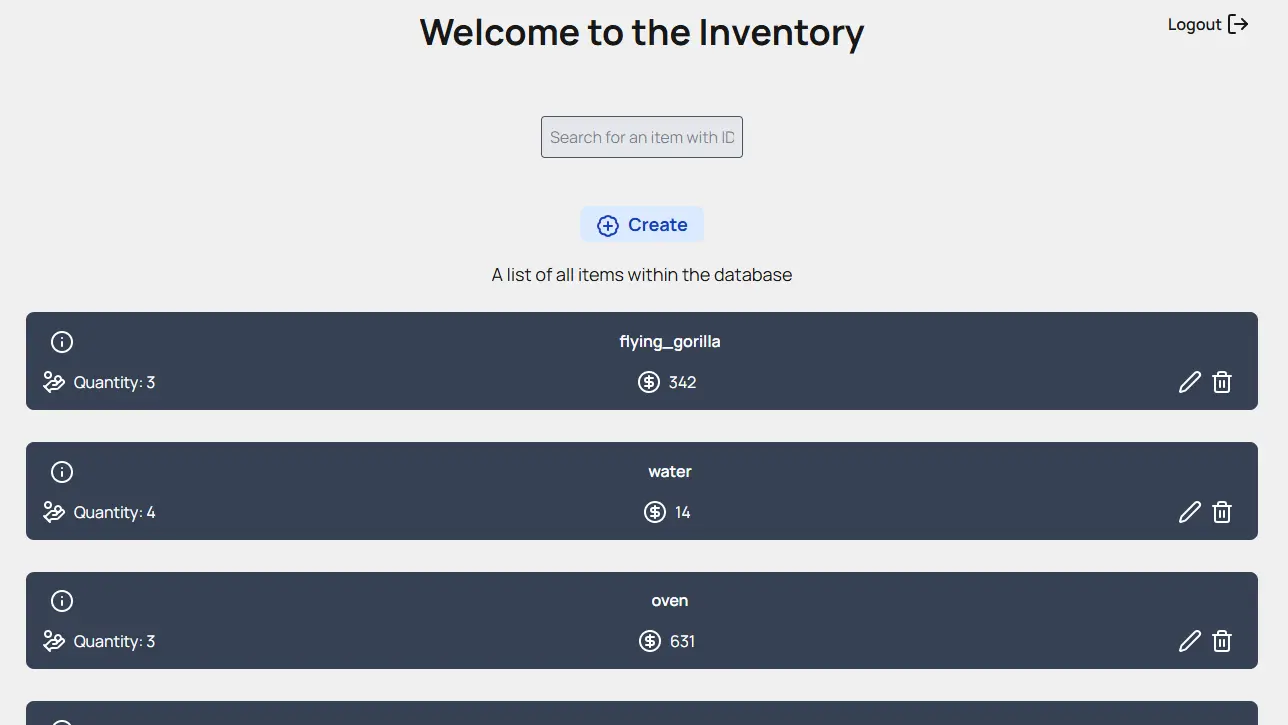 Welcome to the Inventory
Logout
Search for an item with ID
Create
A list of all items within the database
flying_gorilla
Quantity: 3
342
water
Quantity: 4
14
oven
Quantity: 3
631